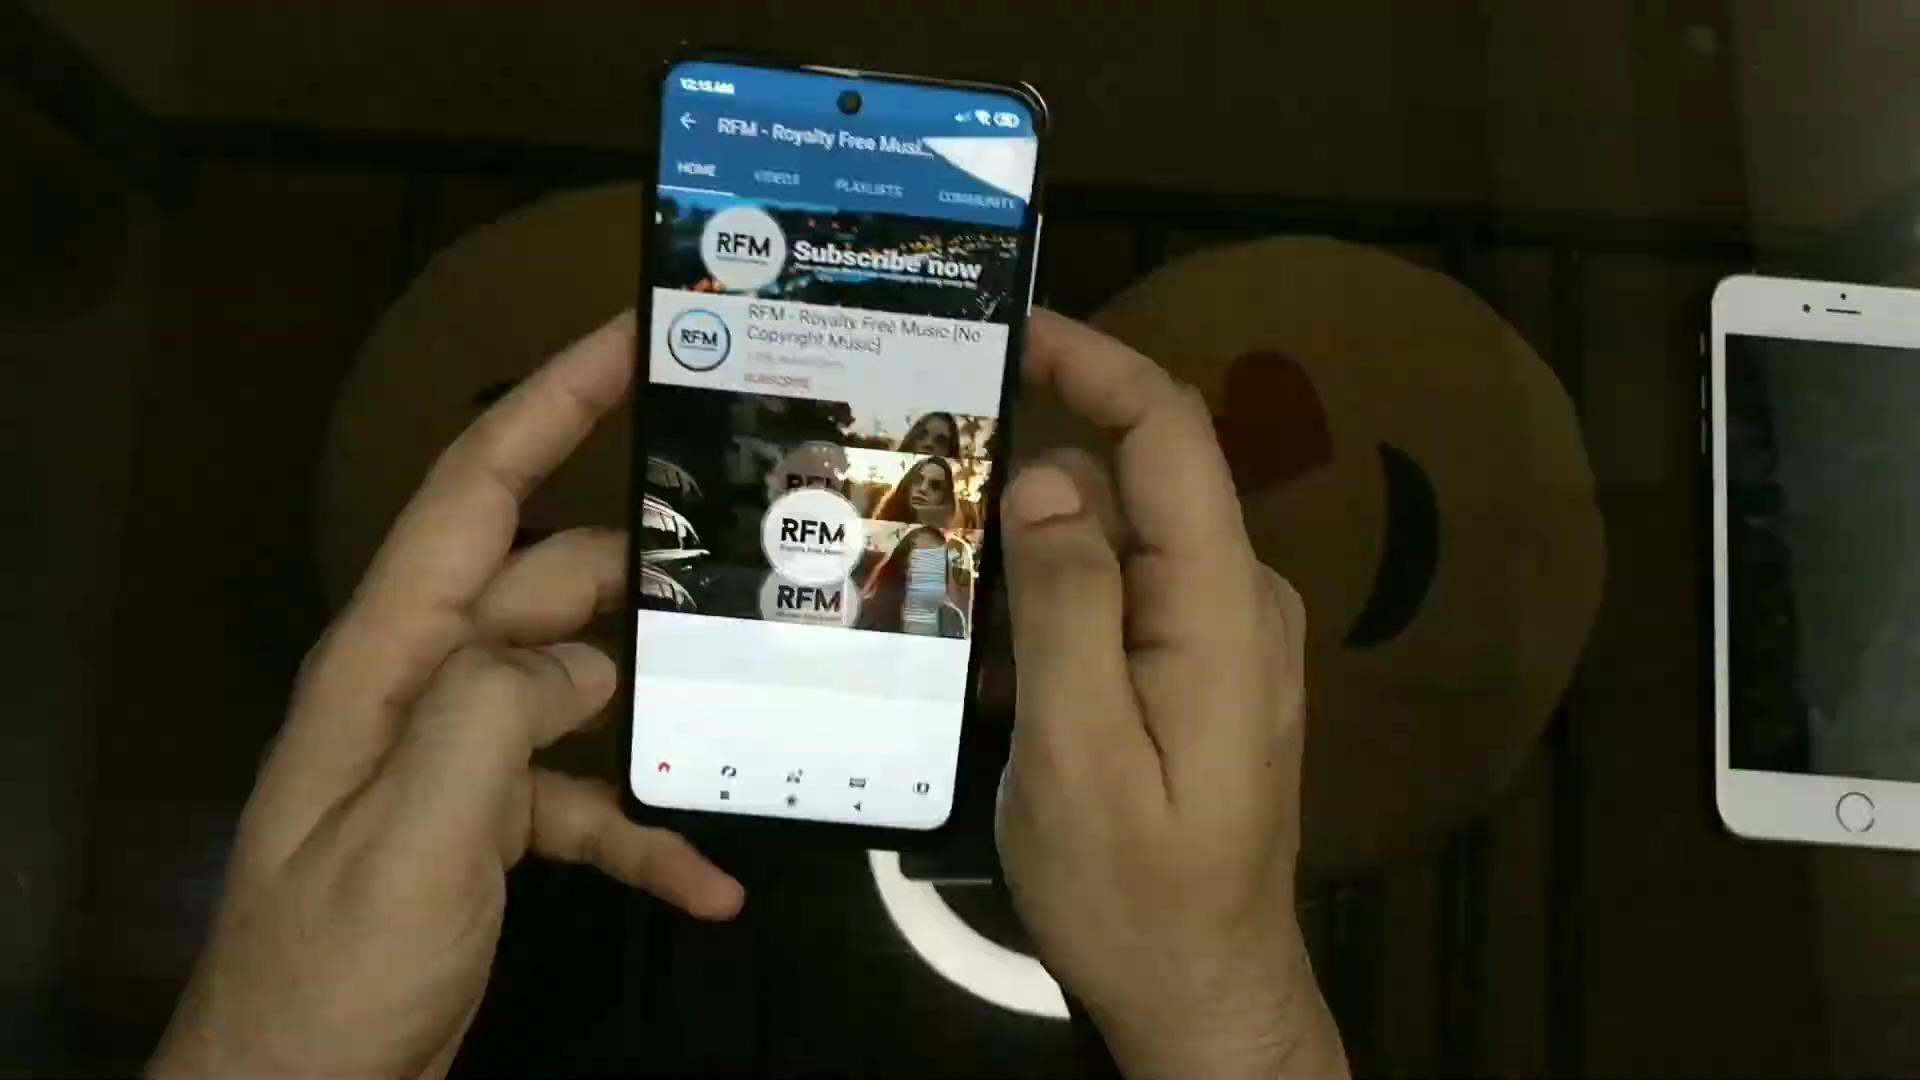 RFM - Royalty Free Musi...
HOME VIDEOS PLAYLISTS COMMUNITY
RFM
Subscribe now
RFM
RFM - Royalty Free Music [No
Copyright Music]
SUBSCRIBE
RFM
RFM